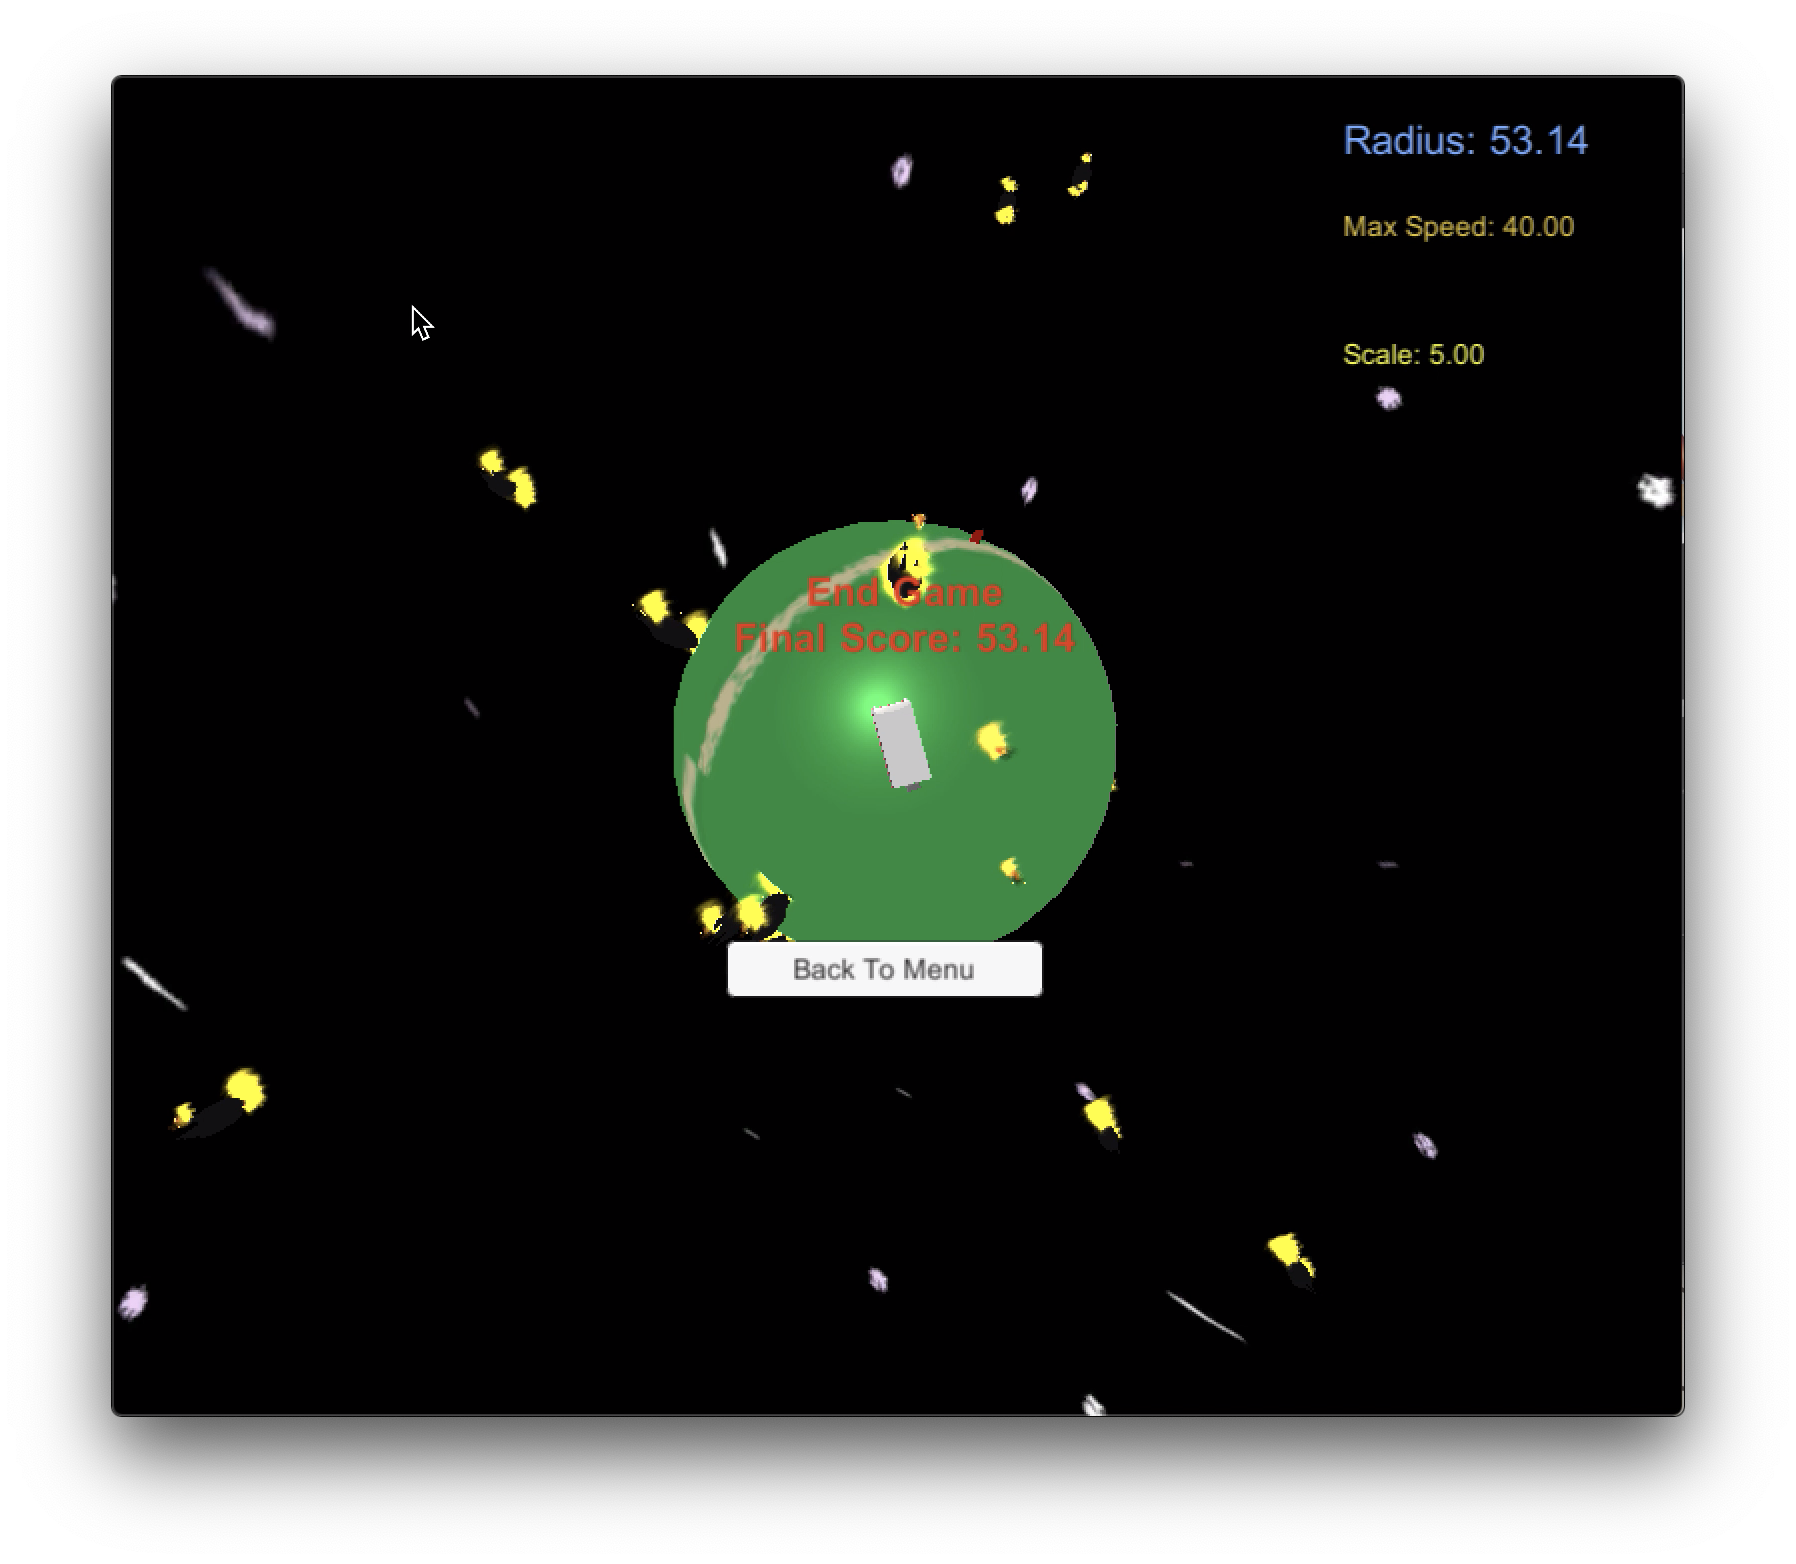 Radius: 53.14
Max Speed: 40.00
Scale: 5.00
End Game
Final Score: 53.14
Back To Menu